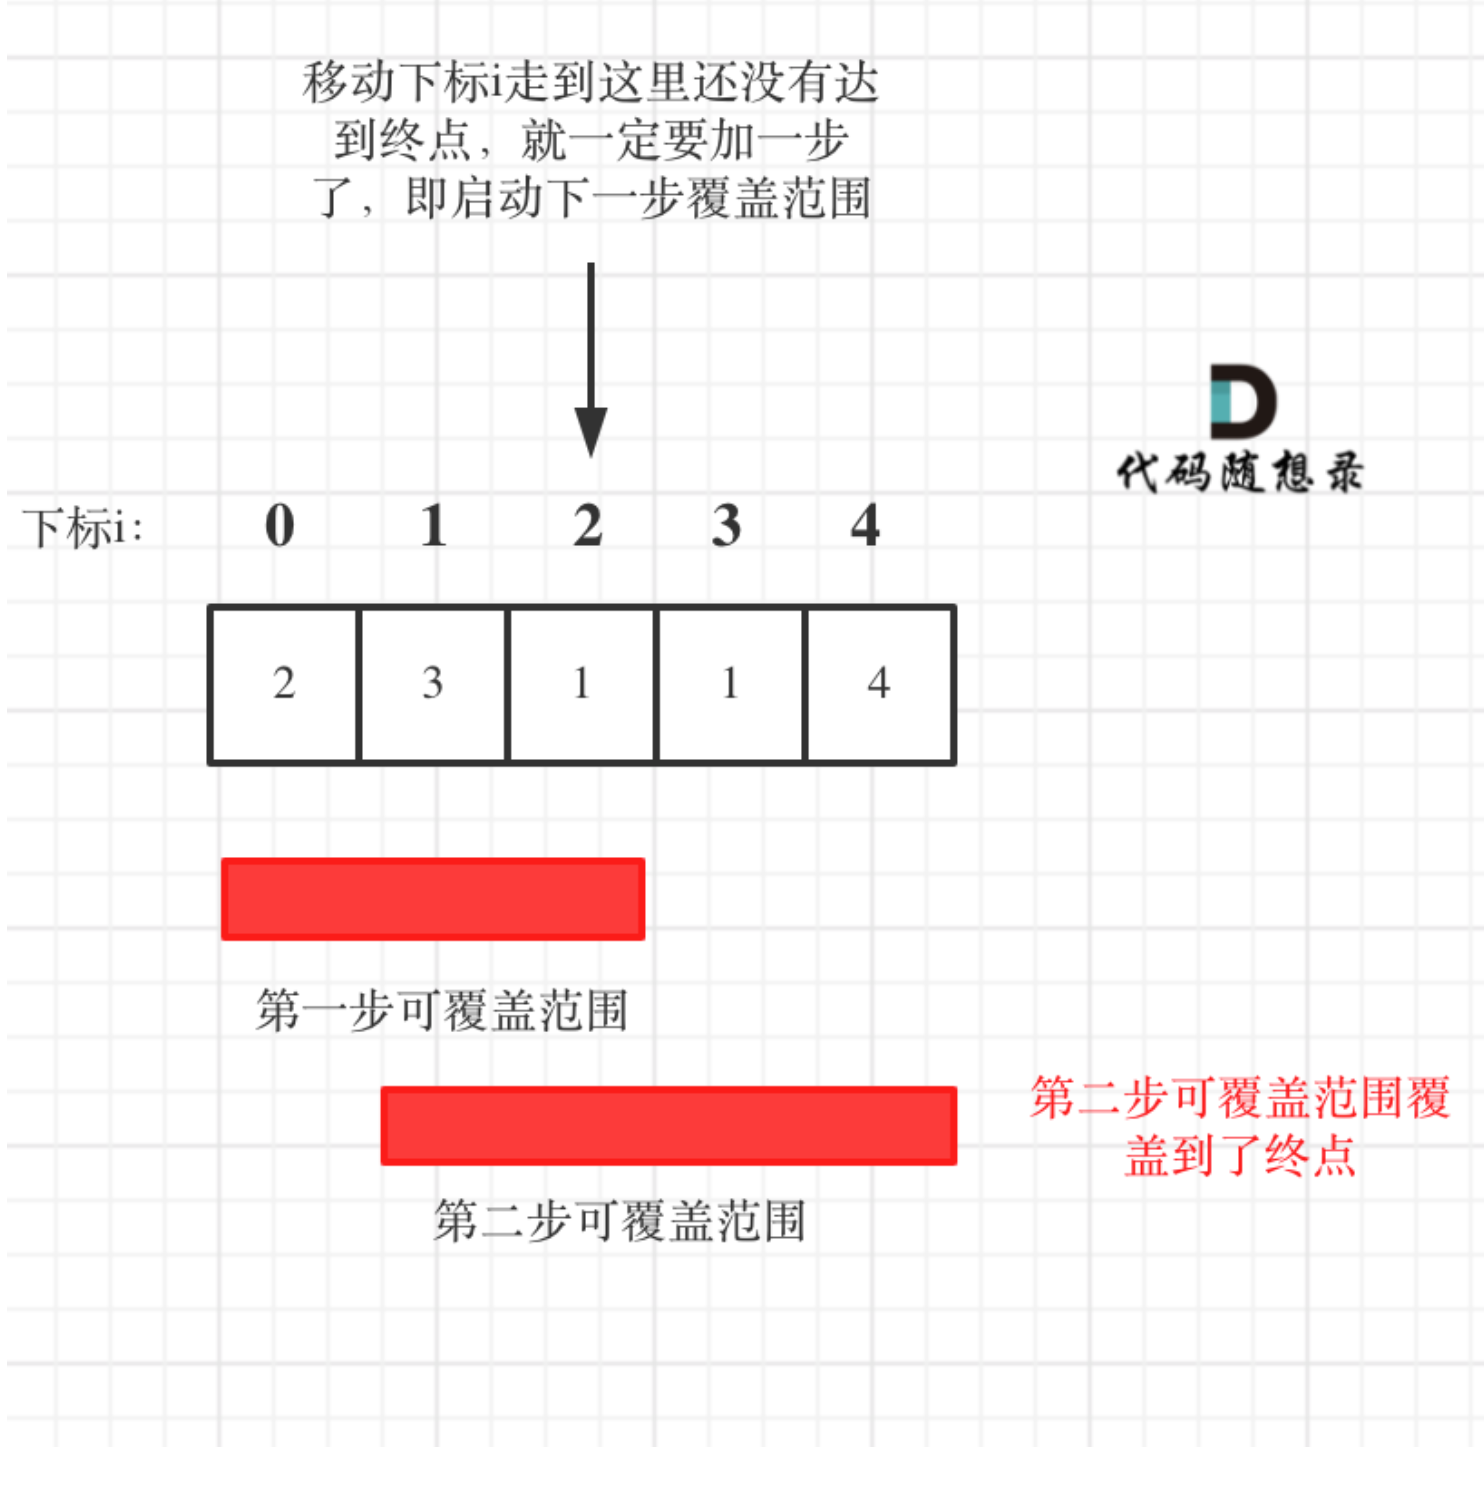 移动下标i走到这里还没有达
到终点，就一定要加一步
了，即启动下一步覆盖范围
代码随想录
下标i： 0 1 2 3 4
2 3 1 1 4
第一步可覆盖范围
第二步可覆盖范围覆
盖到了终点
第二步可覆盖范围